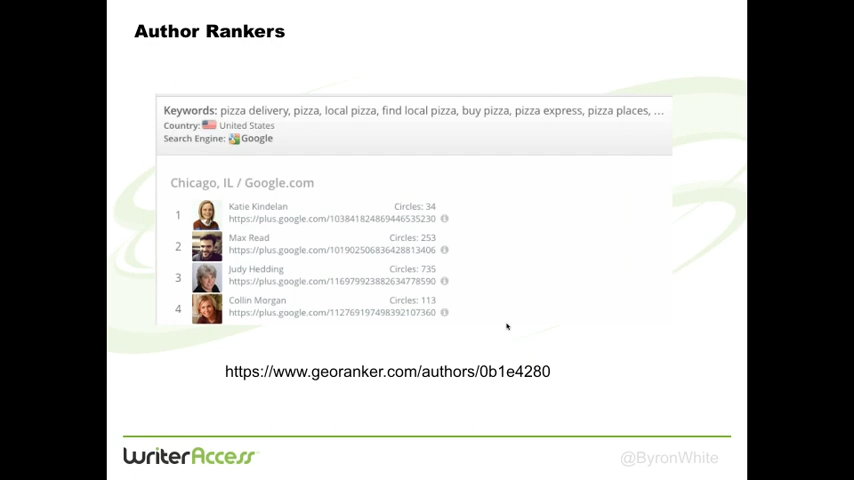 Author Rankers
Keywords: pizza delivery, pizza, local pizza, find local pizza, buy pizza, pizza express, pizza places, ...
Country: United States
Search Engine: Google
Chicago, IL / Google.com
1 Katie Kindelan Circles: 34
https://plus.google.com/103841824869446535230
2 Max Read Circles: 253
https://plus.google.com/101902506836428813406
3 Judy Hedding Circles: 735
https://plus.google.com/116979923882634778590
4 Collin Morgan Circles: 113
https://plus.google.com/112769197498392107360
https://www.georanker.com/authors/0b1e4280
WriterAccess
@ByronWhite